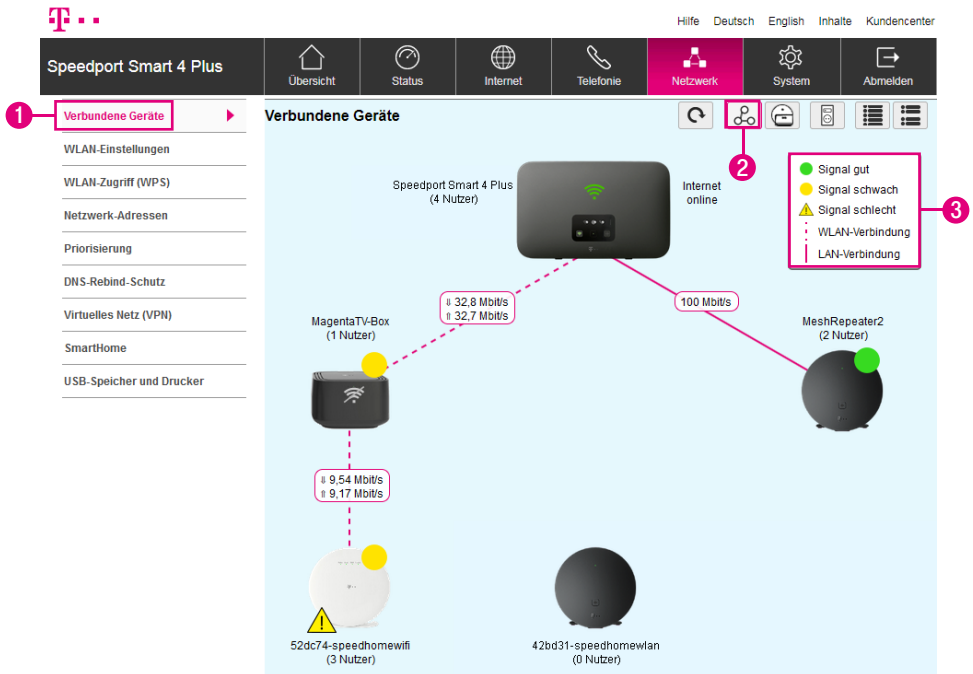 T
Hilfe Deutsch English Inhalte Kundencenter
Speedport Smart 4 Plus
Übersicht
Status
Internet
Telefonie
Netzwerk
System
Abmelden
1
Verbundene Geräte
WLAN-Einstellungen
WLAN-Zugriff (WPS)
Netzwerk-Adressen
Priorisierung
DNS-Rebind-Schutz
Virtuelles Netz (VPN)
SmartHome
USB-Speicher und Drucker
Verbundene Geräte
2
Signal gut
Signal schwach
Signal schlecht
WLAN-Verbindung
LAN-Verbindung
3
Speedport Smart 4 Plus
(4 Nutzer)
Internet
online
⇓ 32,8 Mbit/s
⇑ 32,7 Mbit/s
100 Mbit/s
MagentaTV-Box
(1 Nutzer)
MeshRepeater2
(2 Nutzer)
⇓ 9,54 Mbit/s
⇑ 9,17 Mbit/s
52dc74-speedhomewifi
(3 Nutzer)
42bd31-speedhomewlan
(0 Nutzer)